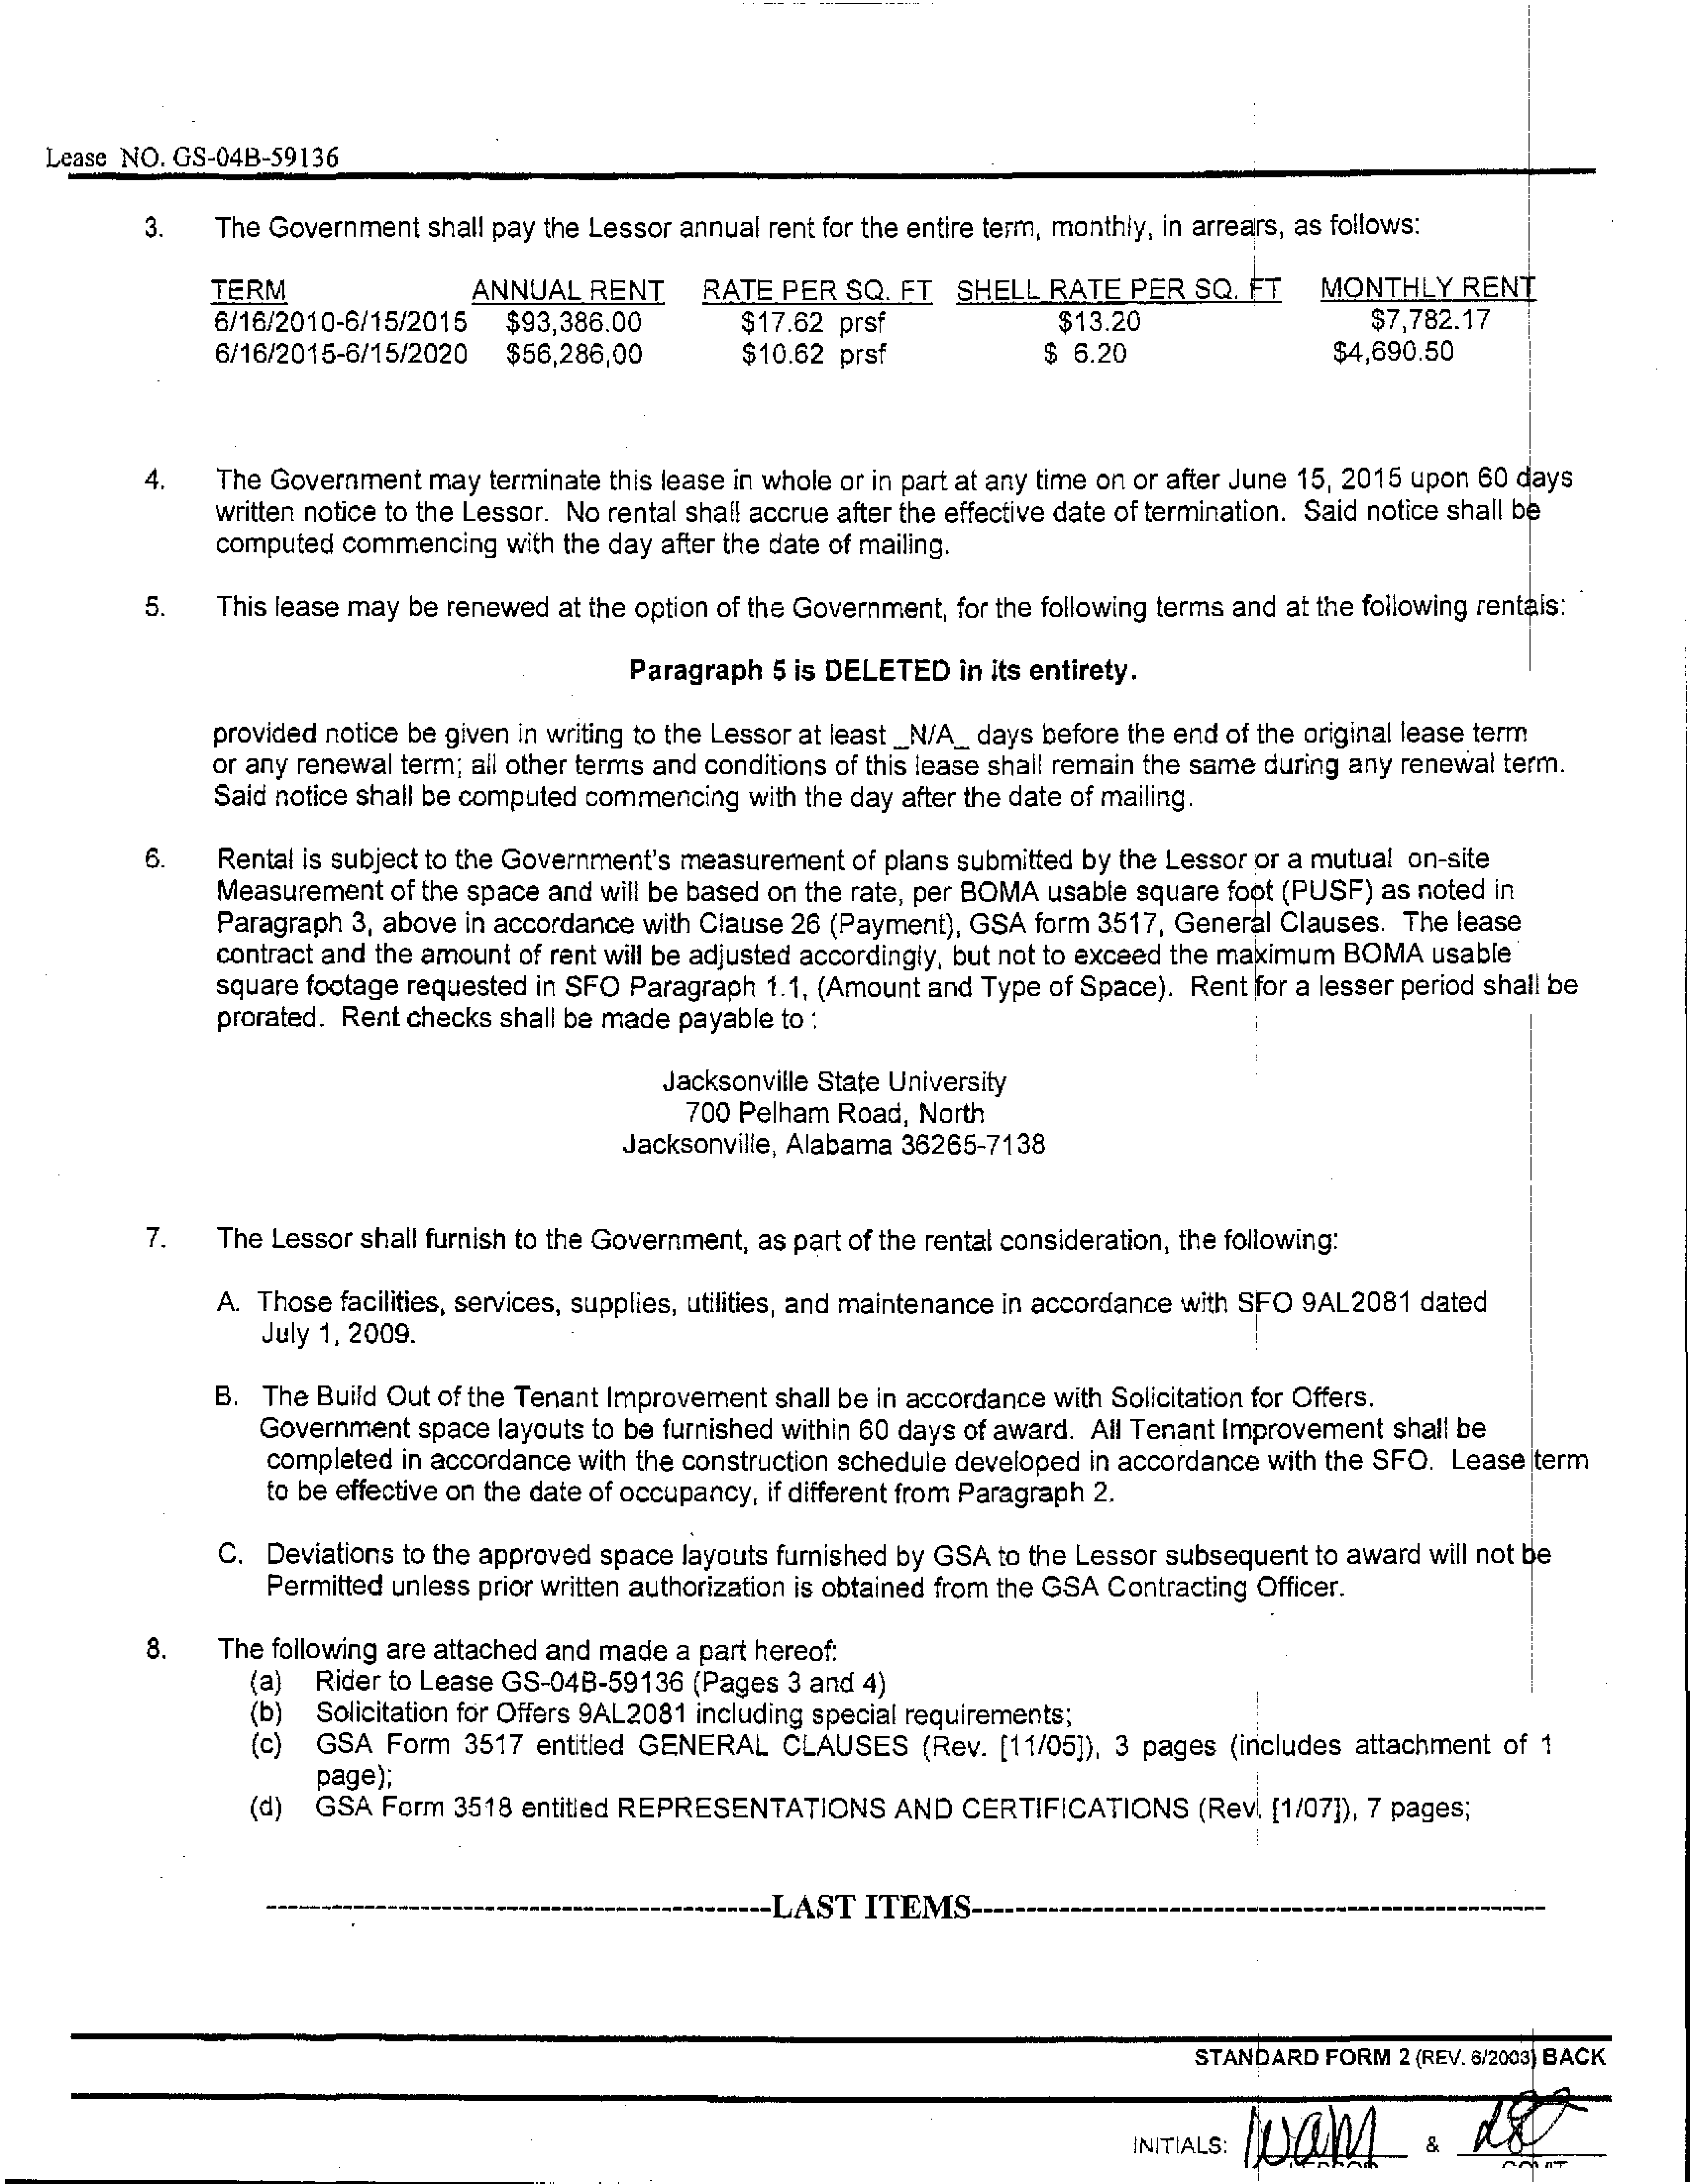 Lease NO. GS-04B-59136
3. The Government shall pay the Lessor annual rent for the entire term, monthly, in arrears, as follows:
TERM ANNUAL RENT RATE PER SQ. FT SHELL RATE PER SQ. FT MONTHLY RENT
6/16/2010-6/15/2015 $93,386.00 $17.62 prsf $13.20 $7,782.17
6/16/2015-6/15/2020 $56,286,00 $10.62 prsf $ 6.20 $4,690.50
4. The Government may terminate this lease in whole or in part at any time on or after June 15, 2015 upon 60 days
written notice to the Lessor. No rental shall accrue after the effective date of termination. Said notice shall be
computed commencing with the day after the date of mailing.
5. This lease may be renewed at the option of the Government, for the following terms and at the following rentals:
Paragraph 5 is DELETED in its entirety.
provided notice be given in writing to the Lessor at least _N/A_ days before the end of the original lease term
or any renewal term; all other terms and conditions of this lease shall remain the same during any renewal term.
Said notice shall be computed commencing with the day after the date of mailing.
6. Rental is subject to the Government's measurement of plans submitted by the Lessor or a mutual on-site
Measurement of the space and will be based on the rate, per BOMA usable square foot (PUSF) as noted in
Paragraph 3, above in accordance with Clause 26 (Payment), GSA form 3517, General Clauses. The lease
contract and the amount of rent will be adjusted accordingly, but not to exceed the maximum BOMA usable
square footage requested in SFO Paragraph 1.1, (Amount and Type of Space). Rent for a lesser period shall be
prorated. Rent checks shall be made payable to :
Jacksonville State University
700 Pelham Road, North
Jacksonville, Alabama 36265-7138
7. The Lessor shall furnish to the Government, as part of the rental consideration, the following:
A. Those facilities, services, supplies, utilities, and maintenance in accordance with SFO 9AL2081 dated
July 1, 2009.
B. The Build Out of the Tenant Improvement shall be in accordance with Solicitation for Offers.
Government space layouts to be furnished within 60 days of award. All Tenant Improvement shall be
completed in accordance with the construction schedule developed in accordance with the SFO. Lease term
to be effective on the date of occupancy, if different from Paragraph 2.
C. Deviations to the approved space layouts furnished by GSA to the Lessor subsequent to award will not be
Permitted unless prior written authorization is obtained from the GSA Contracting Officer.
8. The following are attached and made a part hereof:
(a) Rider to Lease GS-04B-59136 (Pages 3 and 4)
(b) Solicitation for Offers 9AL2081 including special requirements;
(c) GSA Form 3517 entitled GENERAL CLAUSES (Rev. [11/05]), 3 pages (includes attachment of 1
page);
(d) GSA Form 3518 entitled REPRESENTATIONS AND CERTIFICATIONS (Rev. [1/07]), 7 pages;
----------------------------------------------LAST ITEMS----------------------------------------------------
STANDARD FORM 2 (REV. 6/2003) BACK
INITIALS: &